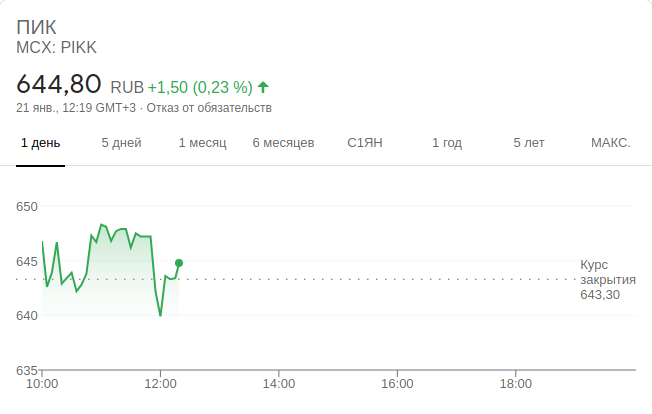 ПИК
MCX: PIKK
644,80 RUB +1,50 (0,23 %)
21 янв., 12:19 GMT+3 · Отказ от обязательств
1 день 5 дней 1 месяц 6 месяцев С1ЯН 1 год 5 лет МАКС.
650
645
Курс
закрытия
643,30
640
635
10:00 12:00 14:00 16:00 18:00